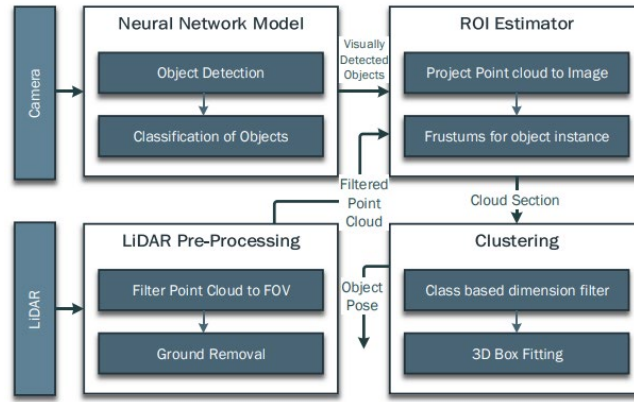 Camera
Neural Network Model
Object Detection
Classification of Objects
Visually
Detected
Objects
ROI Estimator
Project Point cloud to Image
Frustums for object instance
Filtered
Point
Cloud
Cloud Section
LiDAR
LiDAR Pre-Processing
Filter Point Cloud to FOV
Ground Removal
Object
Pose
Clustering
Class based dimension filter
3D Box Fitting